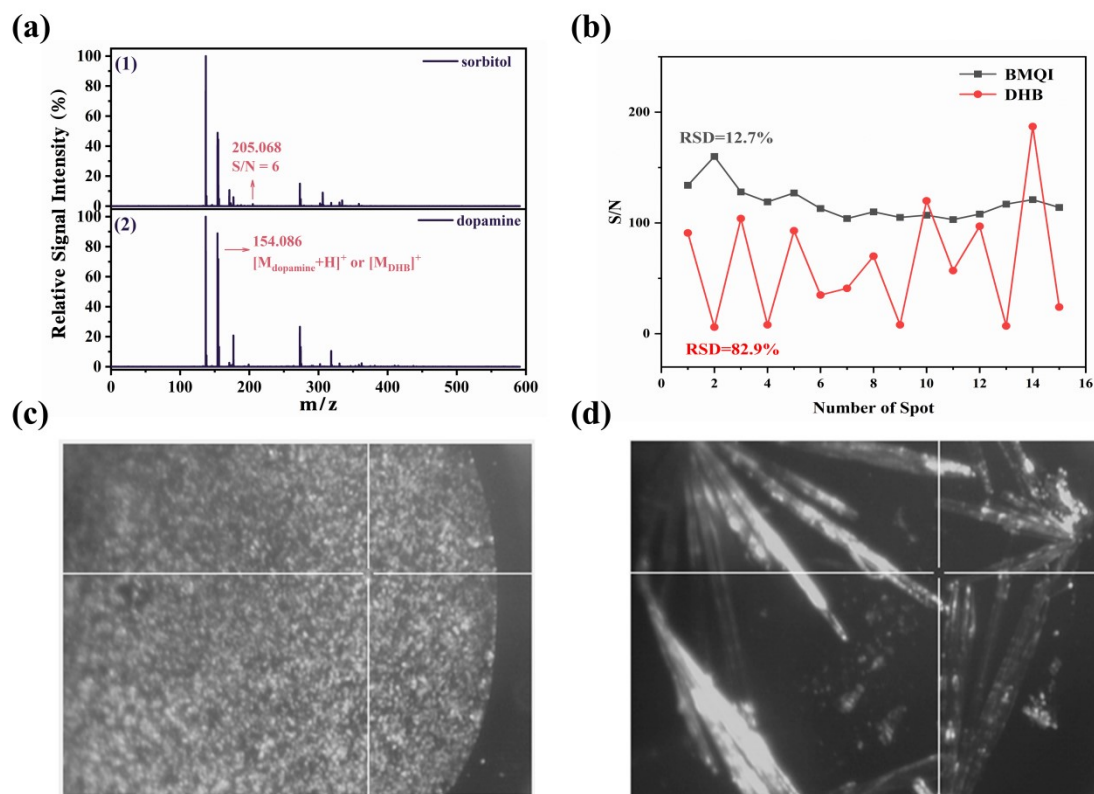 (a)
(1)
sorbitol
205.068
S/N = 6
(2)
dopamine
154.086
[M_dopamine+H]⁺ or [M_DHB]⁺
Relative Signal Intensity (%)
100
80
60
40
20
0
100
80
60
40
20
0
0 100 200 300 400 500 600
m/z
(b)
BMQI
DHB
RSD=12.7%
RSD=82.9%
S/N
200
100
0
0 2 4 6 8 10 12 14 16
Number of Spot
(c)
(d)